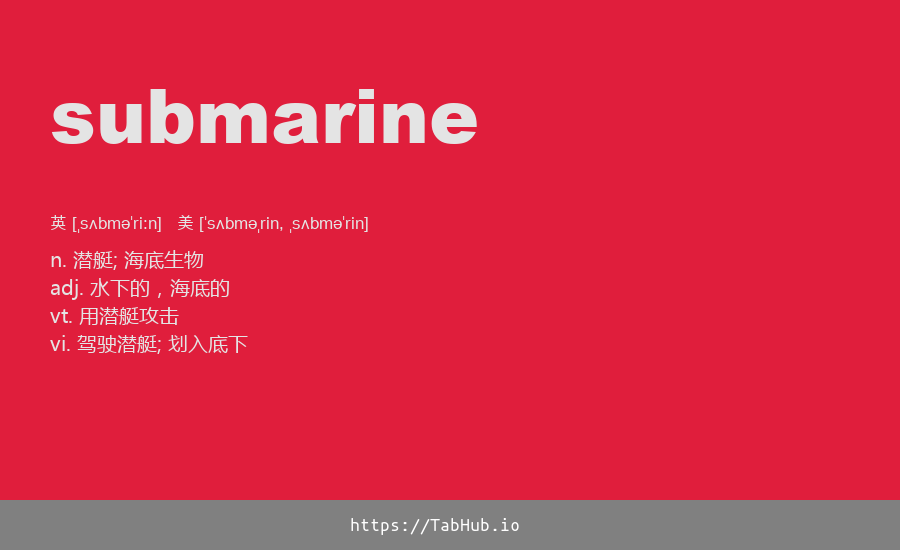 submarine
英 [ˌsʌbməˈriːn] 美 [ˈsʌbməˌrin, ˌsʌbməˈrin]
n. 潜艇; 海底生物
adj. 水下的，海底的
vt. 用潜艇攻击
vi. 驾驶潜艇; 划入底下
https://TabHub.io